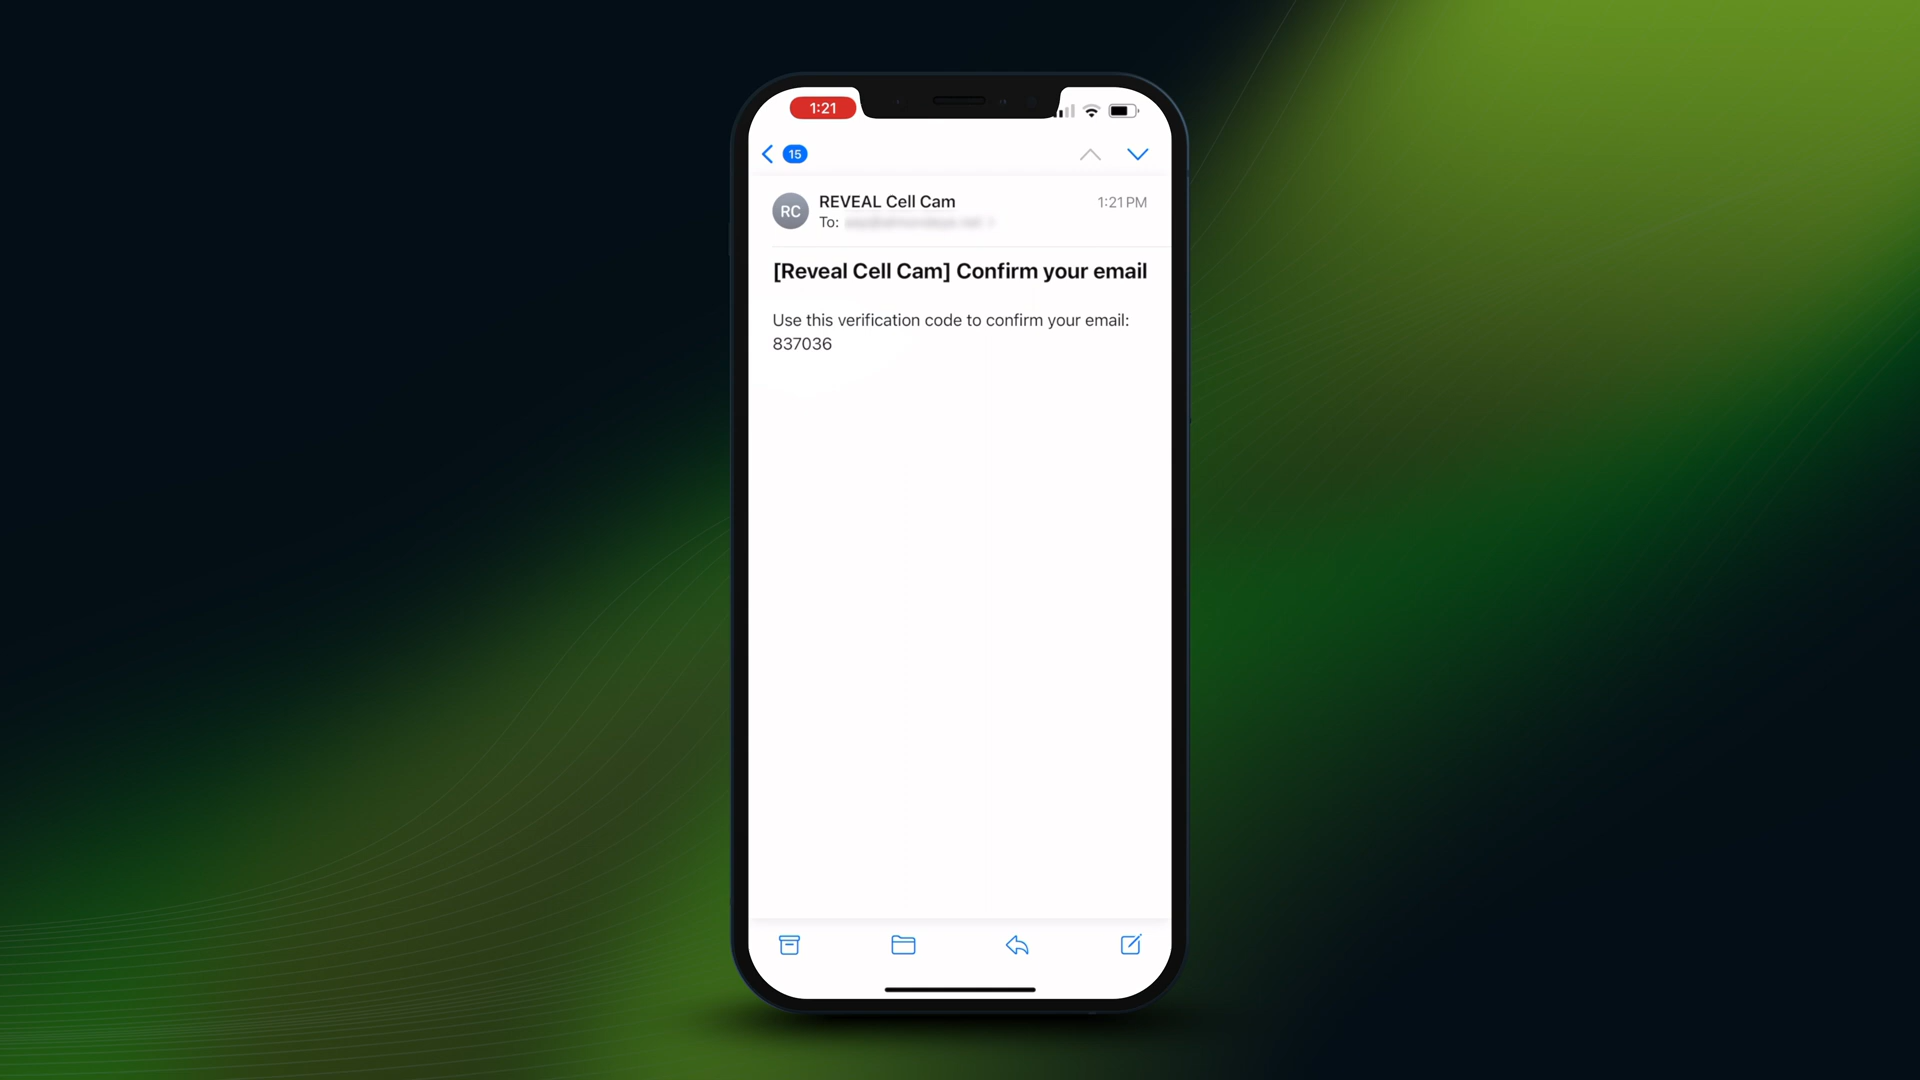 1:21
15
RC
REVEAL Cell Cam
1:21 PM
To:
[Reveal Cell Cam] Confirm your email
Use this verification code to confirm your email:
837036